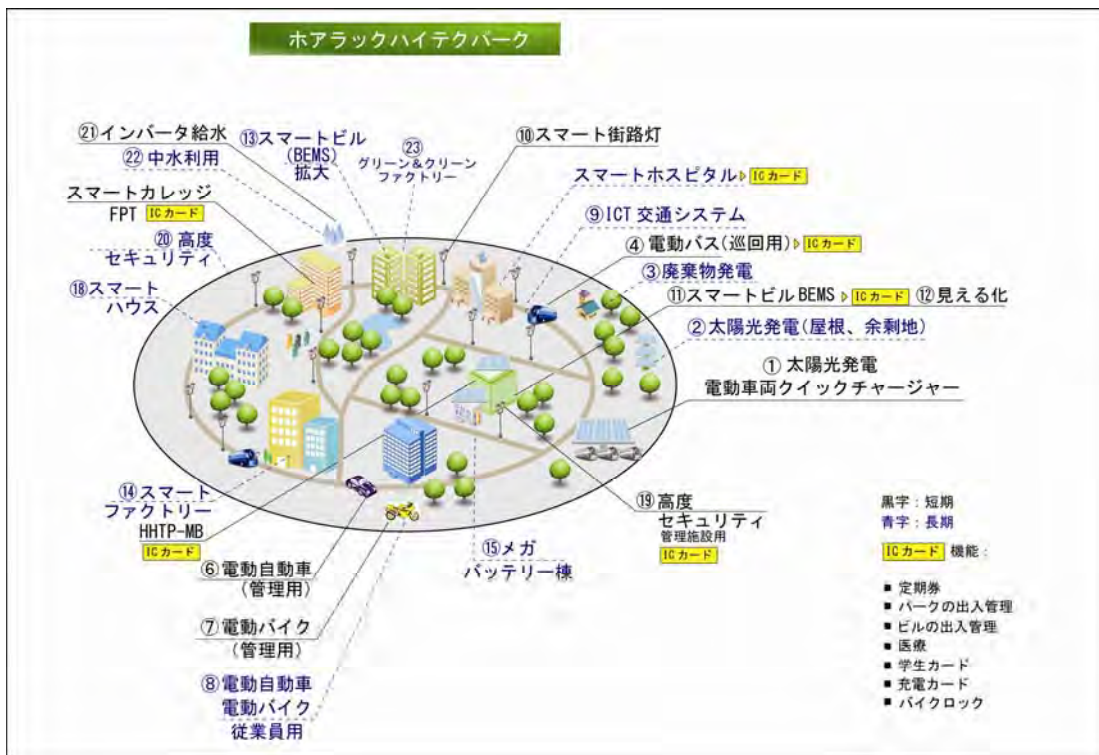 ホアラックハイテクパーク
㉑インバータ給水
㉒中水利用
スマートカレッジ
FPT ICカード
⑳高度
セキュリティ
⑱スマート
ハウス
⑬スマートビル
(BEMS)
拡大
㉓
グリーン&クリーン
ファクトリー
⑩スマート街路灯
スマートホスピタル ICカード
⑨ICT交通システム
④電動バス(巡回用) ICカード
③廃棄物発電
⑪スマートビルBEMS ICカード ⑫見える化
②太陽光発電(屋根、余剰地)
①太陽光発電
電動車両クイックチャージャー
⑭スマート
ファクトリー
HHTP-MB
ICカード
⑥電動自動車
(管理用)
⑦電動バイク
(管理用)
⑧電動自動車
電動バイク
従業員用
⑮メガ
バッテリー棟
⑲高度
セキュリティ
管理施設用
ICカード
黒字:短期
青字:長期
ICカード 機能:
■ 定期券
■ パークの出入管理
■ ビルの出入管理
■ 医療
■ 学生カード
■ 充電カード
■ バイクロック